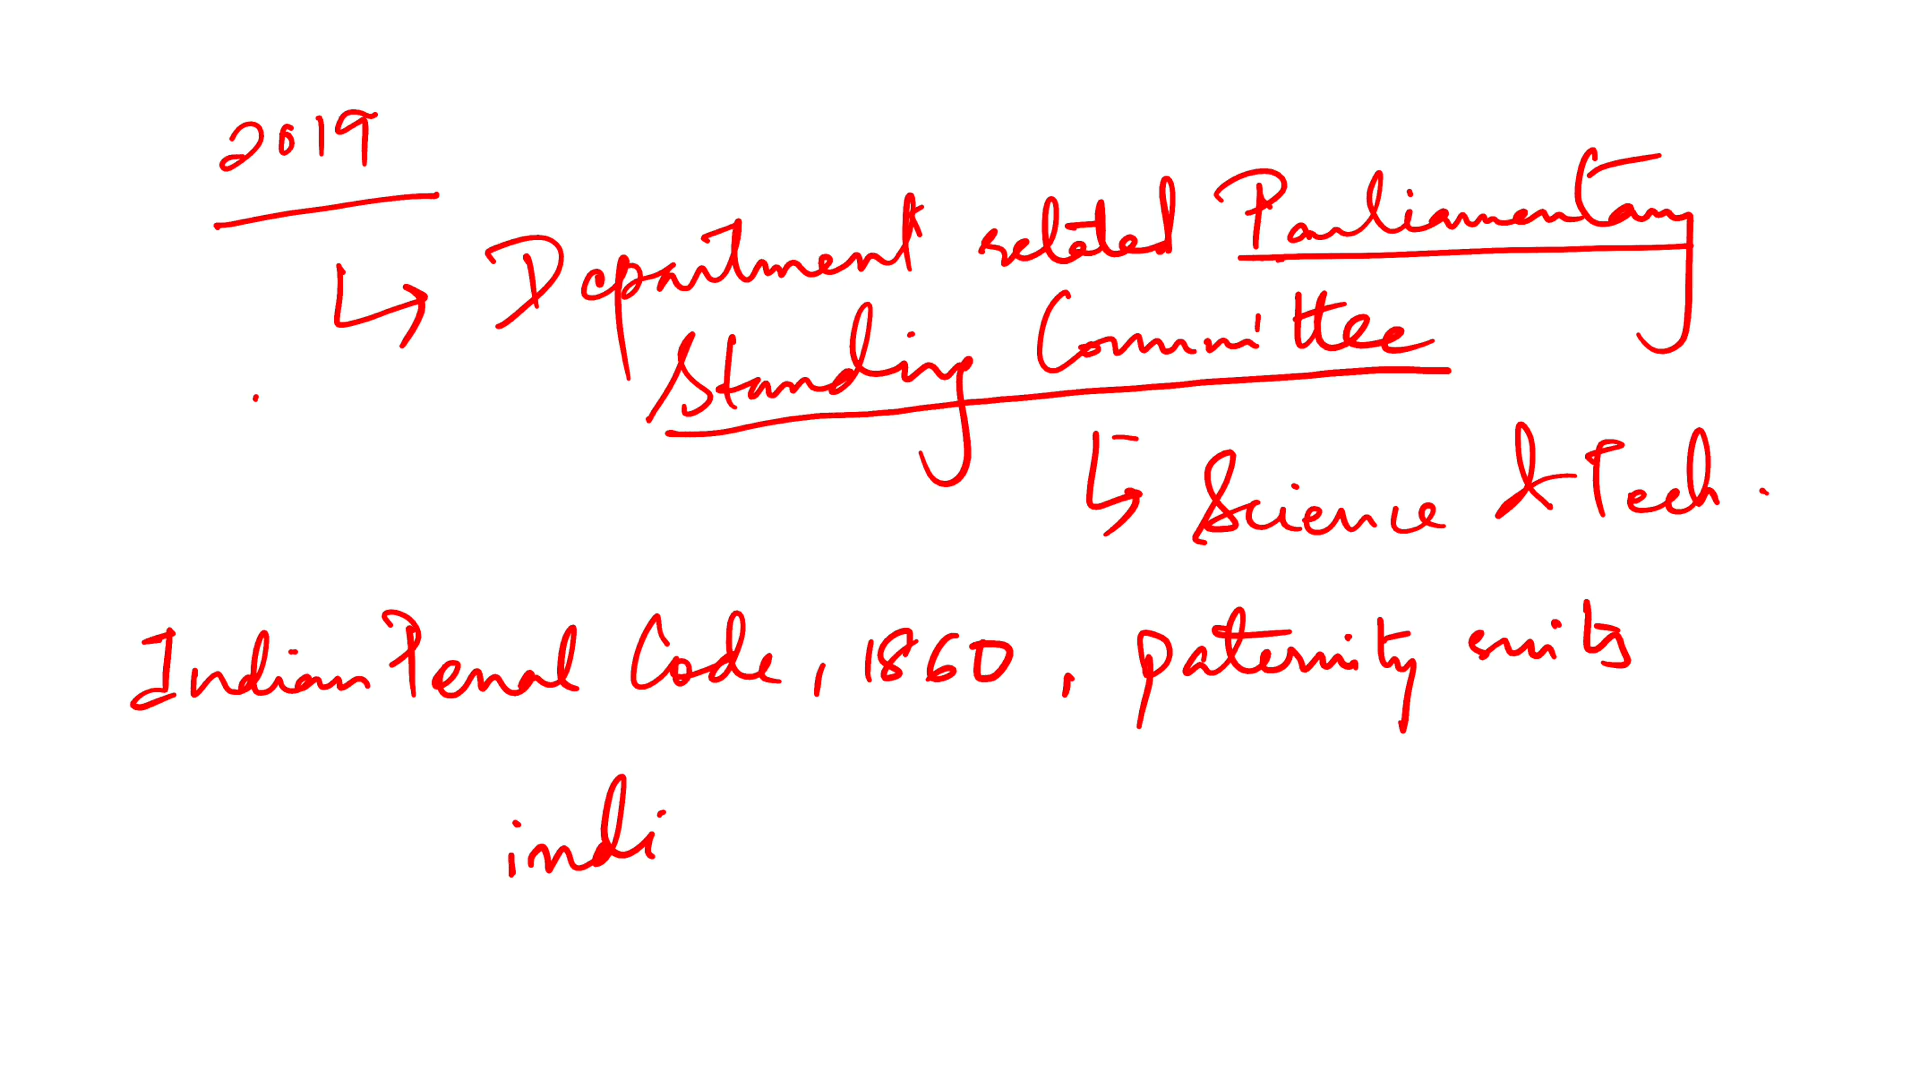 2019
↳ Department related Parliamentary
Standing Committee
↳ Science & Tech.
Indian Penal Code, 1860, paternity suits
indi